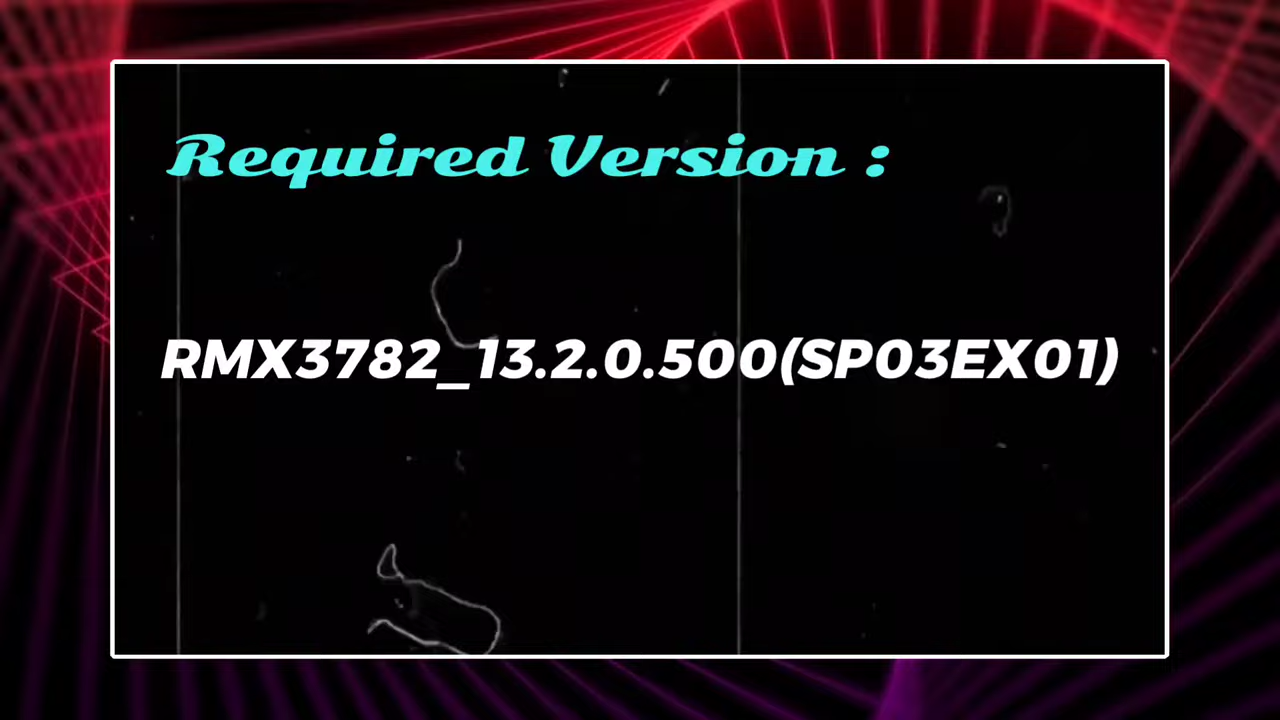 Required Version :
RMX3782_13.2.0.500(SP03EX01)